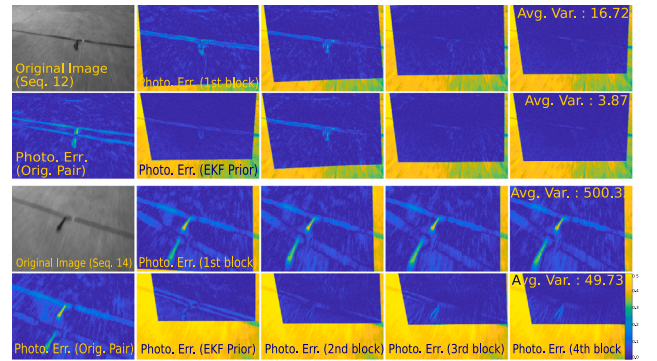 Original Image
(Seq. 12)
Photo. Err. (1st block)
Avg. Var. : 16.72
Photo. Err.
(Orig. Pair)
Photo. Err. (EKF Prior)
Avg. Var. : 3.87
Original Image (Seq. 14)
Photo. Err. (1st block
Avg. Var. : 500.3
Photo. Err. (Orig. Pair)
Photo. Err. (EKF Prior)
Photo. Err. (2nd block)
Photo. Err. (3rd block)
Photo. Err. (4th block
Avg. Var. : 49.73